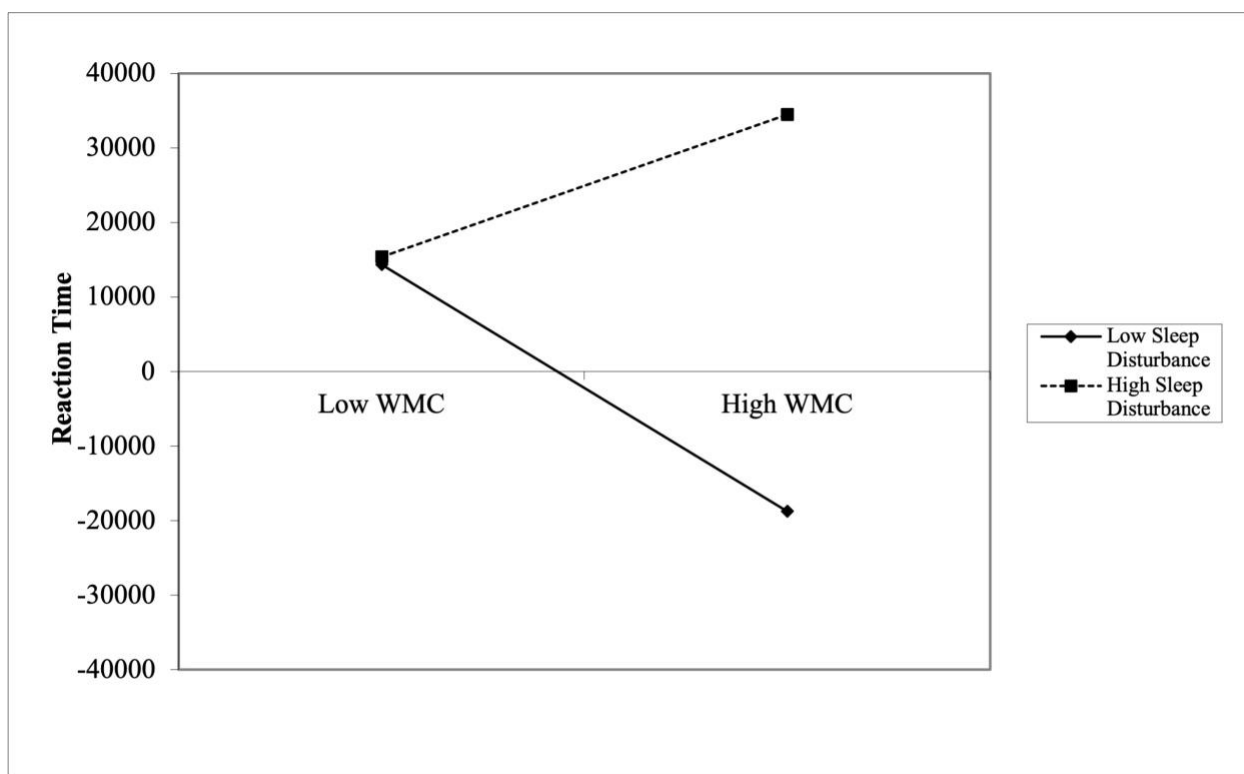 40000
30000
20000
10000
0
-10000
-20000
-30000
-40000
Reaction Time
Low WMC
High WMC
Low Sleep
Disturbance
High Sleep
Disturbance